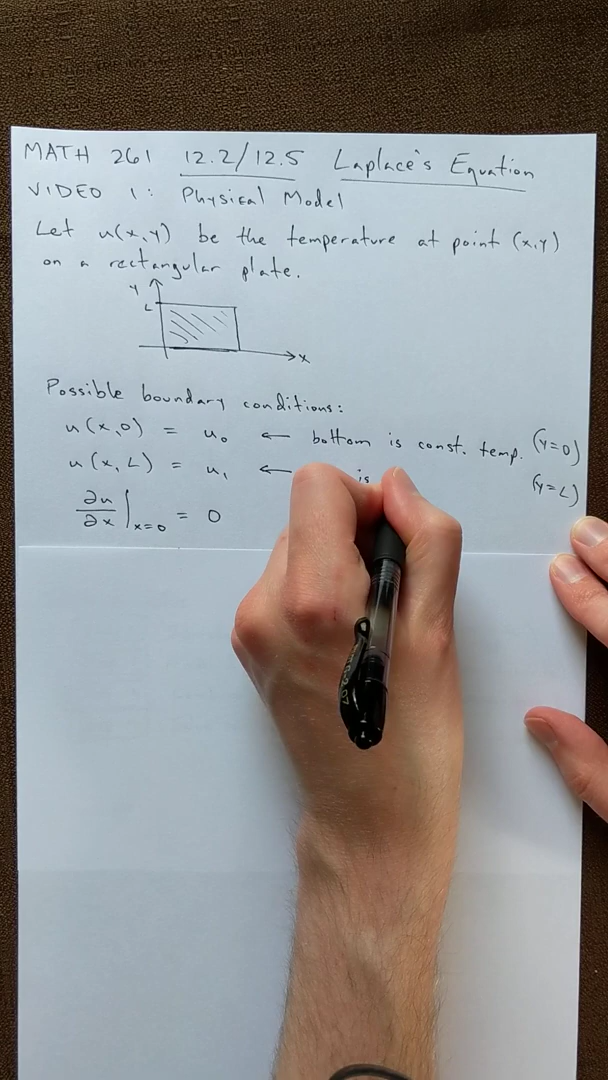 MATH 261 12.2/12.5 Laplace's Equation
VIDEO 1: Physical Model
Let u(x,y) be the temperature at point (x,y)
on a rectangular plate.
y
L
x
Possible boundary conditions:
u(x,0) = u₀ ← bottom is const. temp. (y=0)
u(x,L) = u₁ ← is (y=L)
∂u/∂x |x=0 = 0